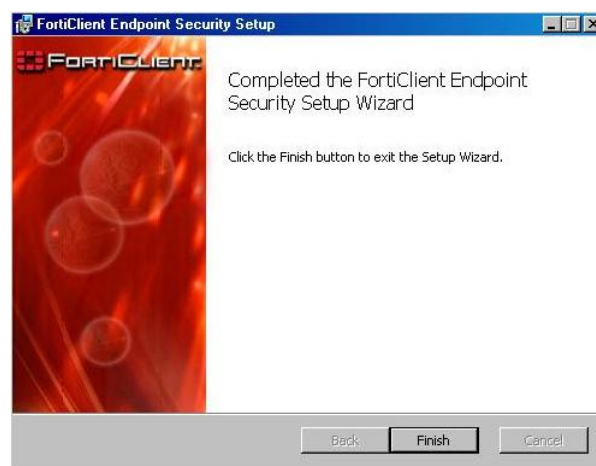 FortiClient Endpoint Security Setup
FORTICLIENT
Completed the FortiClient Endpoint
Security Setup Wizard
Click the Finish button to exit the Setup Wizard.
Back Finish Cancel